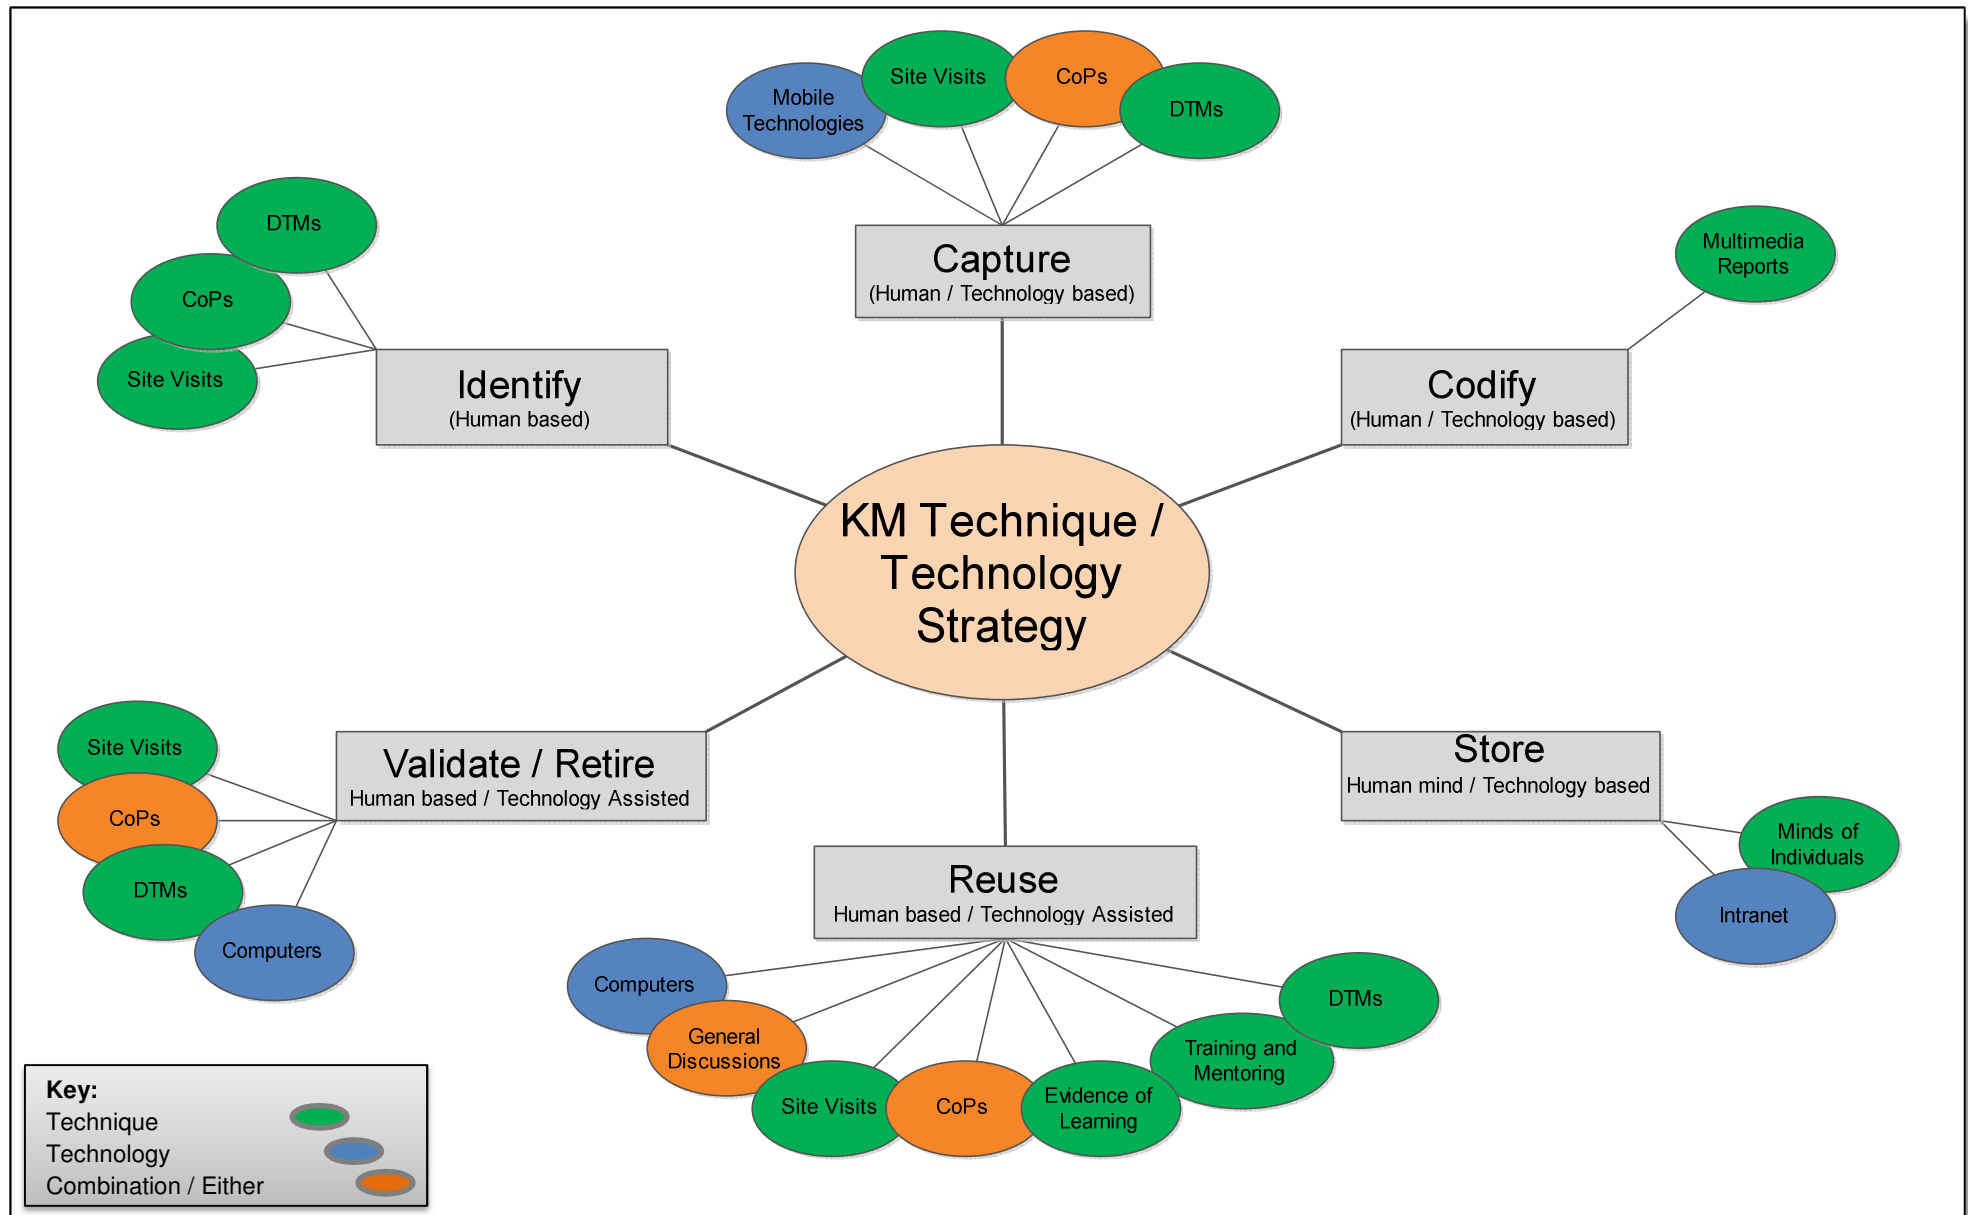 Mobile
Technologies
Site Visits
CoPs
DTMs
DTMs
CoPs
Site Visits
Identify
(Human based)
Capture
(Human / Technology based)
Multimedia
Reports
Codify
(Human / Technology based)
KM Technique /
Technology
Strategy
Site Visits
CoPs
DTMs
Computers
Validate / Retire
Human based / Technology Assisted
Store
Human mind / Technology based
Minds of
Individuals
Intranet
Reuse
Human based / Technology Assisted
Computers
General
Discussions
Site Visits
CoPs
Evidence of
Learning
Training and
Mentoring
DTMs
Key:
Technique
Technology
Combination / Either